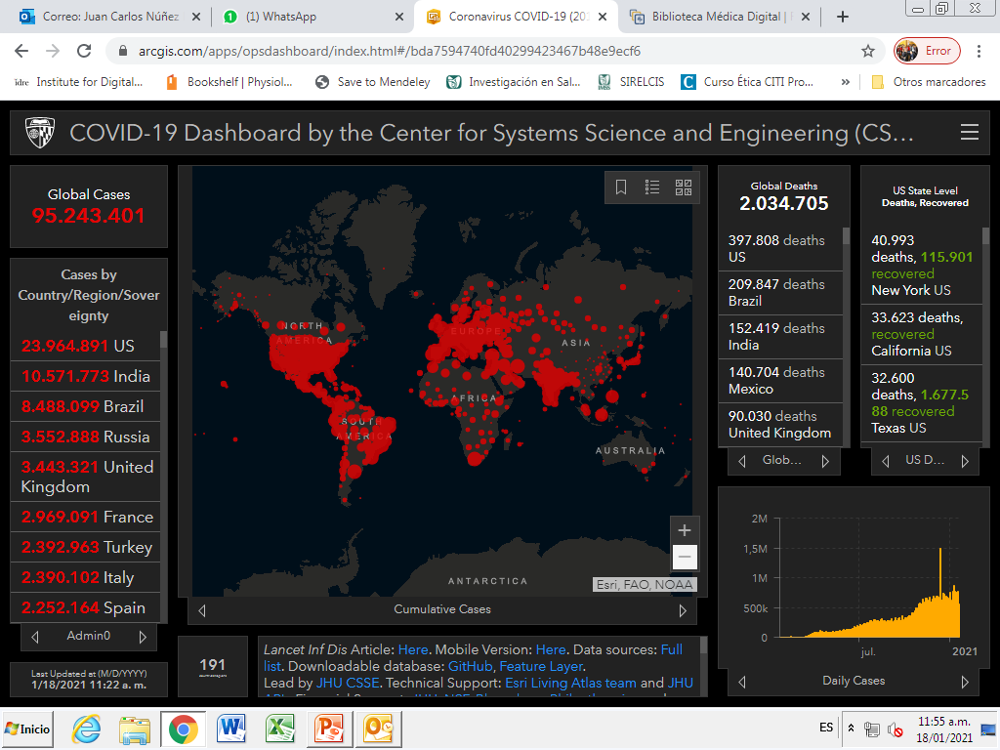 Correo: Juan Carlos Núñez
(1) WhatsApp
Coronavirus COVID-19 (20
Biblioteca Médica Digital |
arcgis.com/apps/opsdashboard/index.html#/bda7594740fd40299423467b48e9ecf6
Error
idre Institute for Digital...
Bookshelf | Physiol...
Save to Mendeley
Investigación en Sal...
SIRELCIS
Curso Ética CITI Pro...
»
Otros marcadores
COVID-19 Dashboard by the Center for Systems Science and Engineering (CS...
Global Cases
95.243.401
Cases by
Country/Region/Sover
eignty
23.964.891 US
10.571.773 India
8.488.099 Brazil
3.552.888 Russia
3.443.321 United
Kingdom
2.969.091 France
2.392.963 Turkey
2.390.102 Italy
2.252.164 Spain
Admin0
Last Updated at (M/D/YYYY)
1/18/2021 11:22 a. m.
NORTH
AMERICA
EUROPE
ASIA
AFRICA
SOUTH
AMERICA
AUSTRALIA
ANTARCTICA
Esri, FAO, NOAA
Cumulative Cases
191
Lancet Inf Dis Article: Here. Mobile Version: Here. Data sources: Full
list. Downloadable database: GitHub, Feature Layer.
Lead by JHU CSSE. Technical Support: Esri Living Atlas team and JHU
Global Deaths
2.034.705
397.808 deaths
US
209.847 deaths
Brazil
152.419 deaths
India
140.704 deaths
Mexico
90.030 deaths
United Kingdom
Glob...
US State Level
Deaths, Recovered
40.993
deaths, 115.901
recovered
New York US
33.623 deaths,
recovered
California US
32.600
deaths, 1.677.5
88 recovered
Texas US
US D...
2M
1,5M
1M
500k
0
jul.
2021
Daily Cases
Inicio
ES
11:55 a.m.
18/01/2021